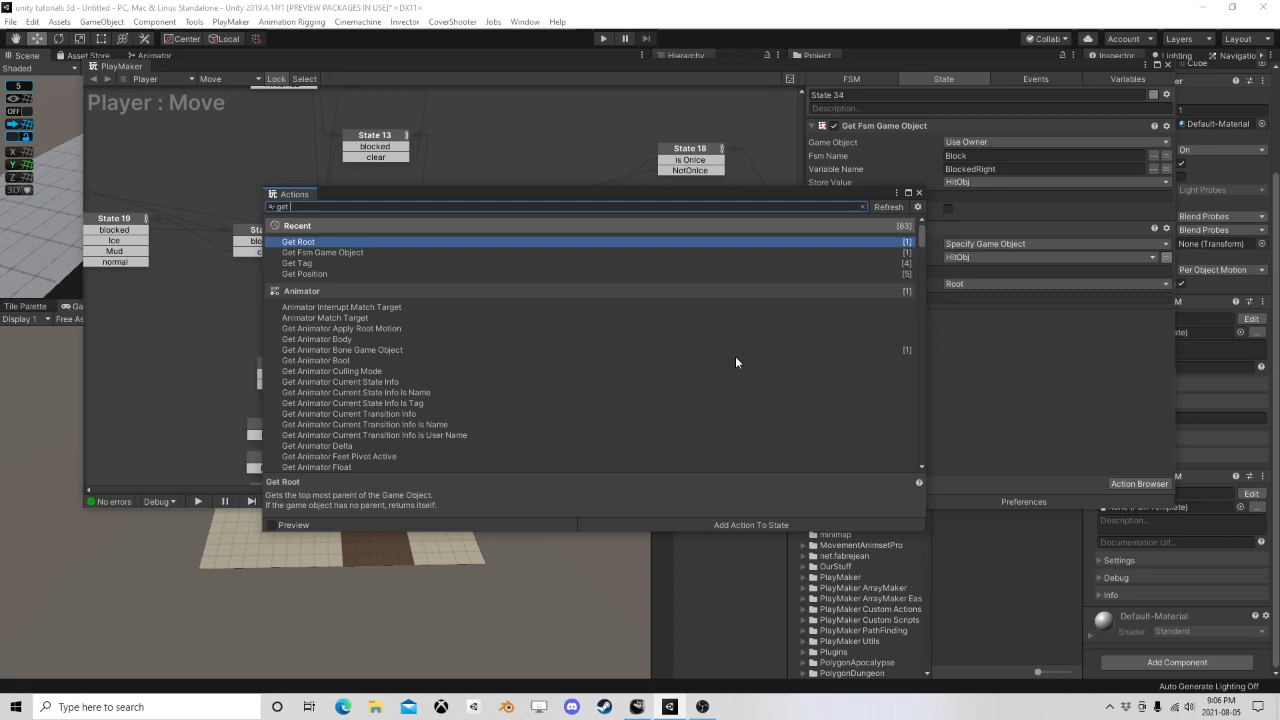 unity tutorials 3d - Untitled - PC, Mac & Linux Standalone - Unity 2019.4.14f1 [PREVIEW PACKAGES IN USE]* <DX11>
File Edit Assets GameObject Component Tools PlayMaker Animation Rigging Cinemachine Invector CoverShooter Jobs Window Help
Center Local Collab Account Layers Layout
Scene Asset Store Animator Hierarchy Project Inspector Lighting
Shaded PlayMaker
Player Move Lock Select FSM State Events Variables
5
OFF
X
Y
Z
3D
Player : Move
State 13
blocked
clear
State 18
is OnIce
NotOnIce
State 19
blocked
Ice
Mud
normal
State 34
Description...
Get Fsm Game Object
Game Object Use Owner
Fsm Name Block
Variable Name BlockedRight
Store Value HitObj
Specify Game Object
HitObj
Root
Action Browser
Preferences
Actions
get
Refresh
Recent [83]
Get Root [1]
Get Fsm Game Object [1]
Get Tag [4]
Get Position [5]
Animator [1]
Animator Interrupt Match Target
Animator Match Target
Get Animator Apply Root Motion
Get Animator Body
Get Animator Bone Game Object [1]
Get Animator Bool
Get Animator Culling Mode
Get Animator Current State Info
Get Animator Current State Info Is Name
Get Animator Current State Info Is Tag
Get Animator Current Transition Info
Get Animator Current Transition Info Is Name
Get Animator Current Transition Info Is User Name
Get Animator Delta
Get Animator Feet Pivot Active
Get Animator Float
Get Root
Gets the top most parent of the Game Object.
If the game object has no parent, returns itself.
Preview Add Action To State
No errors Debug
Tile Palette
Display 1 Free As
Cube
1
Default-Material
On
Light Probes
Blend Probes
Blend Probes
None (Transform)
Per Object Motion
Edit
Edit
None (Fsm Template)
Description...
Documentation Url...
Settings
Debug
Info
Default-Material
Shader Standard
Add Component
minimap
MovementAnimsetPro
net.fabrejean
OurStuff
PlayMaker
PlayMaker ArrayMaker
PlayMaker ArrayMaker Eas
PlayMaker Custom Actions
PlayMaker Custom Scripts
PlayMaker PathFinding
PlayMaker Utils
Plugins
PolygonApocalypse
PolygonDungeon
Auto Generate Lighting Off
Type here to search
9:06 PM
2021-08-05